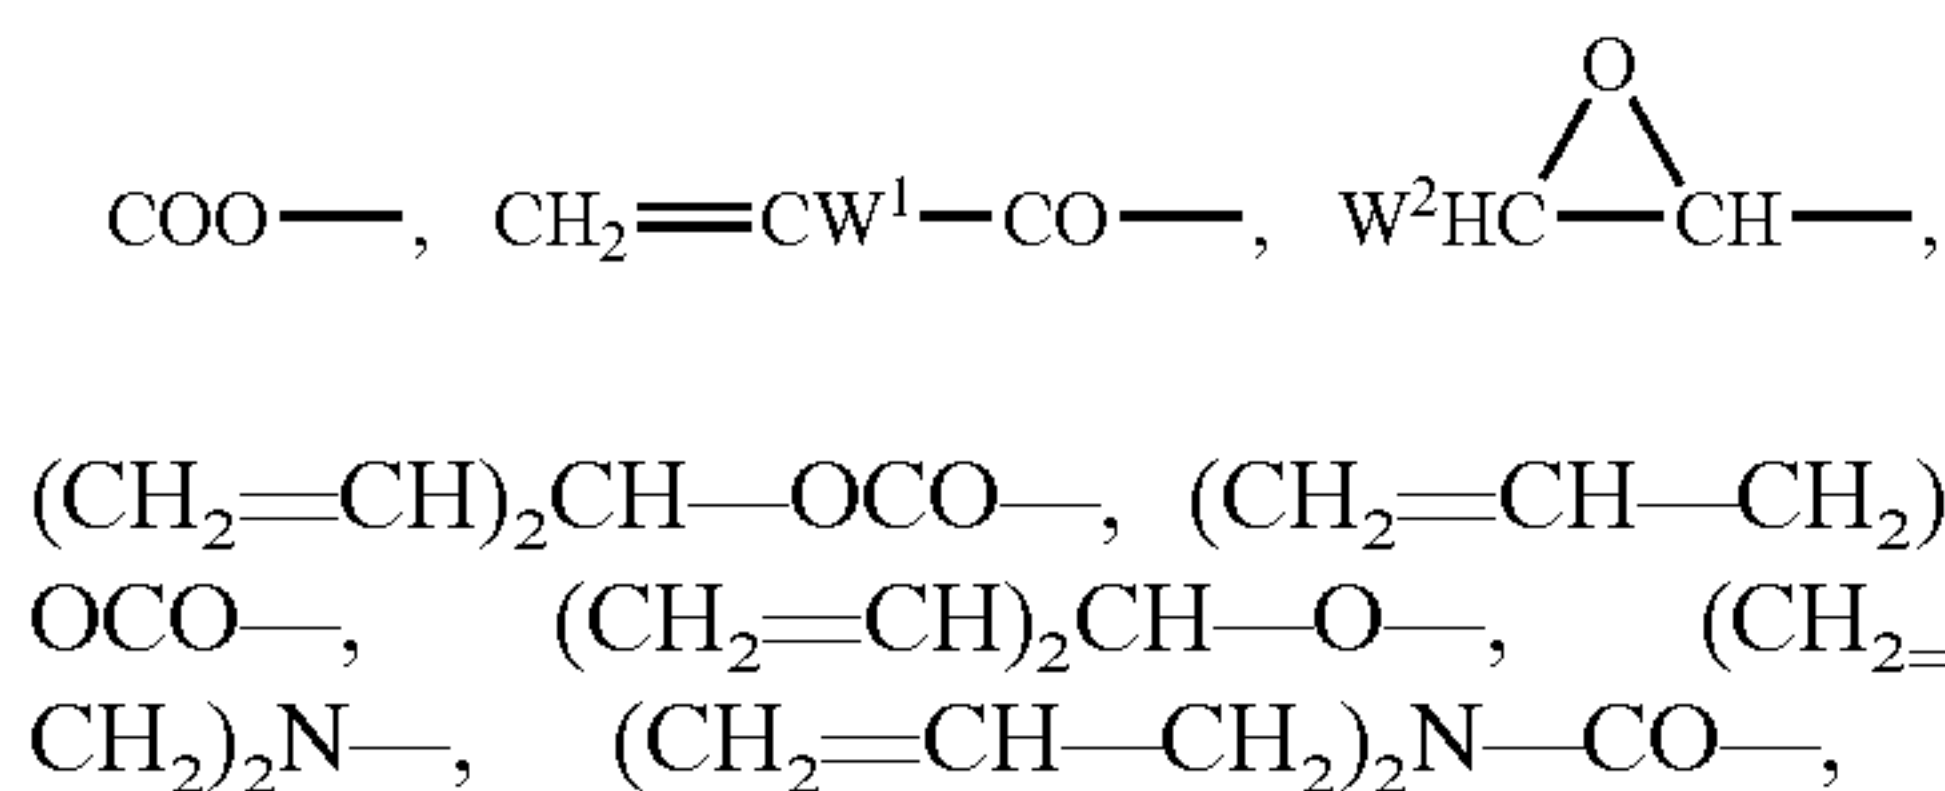 O
COO—, CH₂=CW¹—CO—, W²HC—CH—,
(CH₂=CH)₂CH—OCO—, (CH₂=CH—CH₂)
OCO—, (CH₂=CH)₂CH—O—, (CH₂=
CH₂)₂N—, (CH₂=CH—CH₂)₂N—CO—,